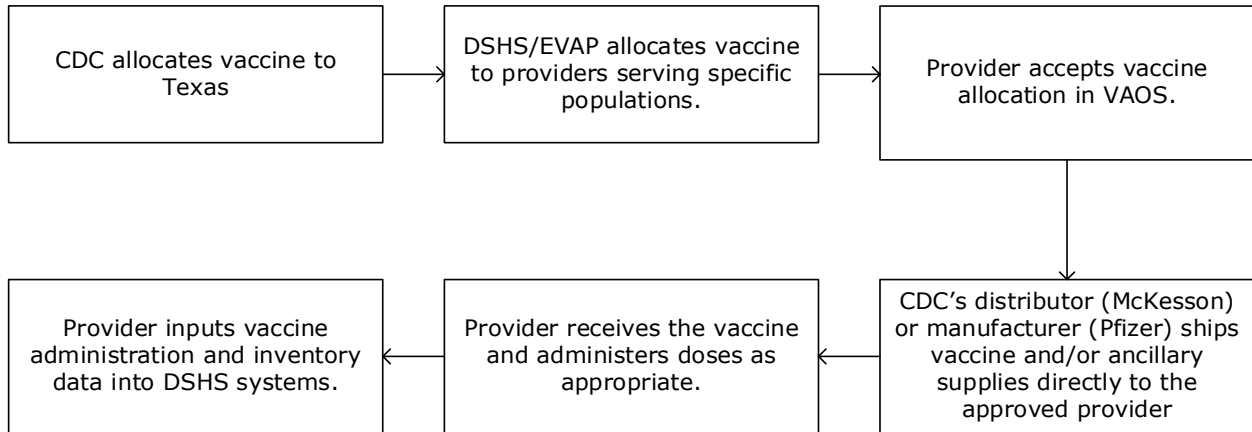 CDC allocates vaccine to
Texas
DSHS/EVAP allocates vaccine
to providers serving specific
populations.
Provider accepts vaccine
allocation in VAOS.
CDC’s distributor (McKesson)
or manufacturer (Pfizer) ships
vaccine and/or ancillary
supplies directly to the
approved provider
Provider receives the vaccine
and administers doses as
appropriate.
Provider inputs vaccine
administration and inventory
data into DSHS systems.